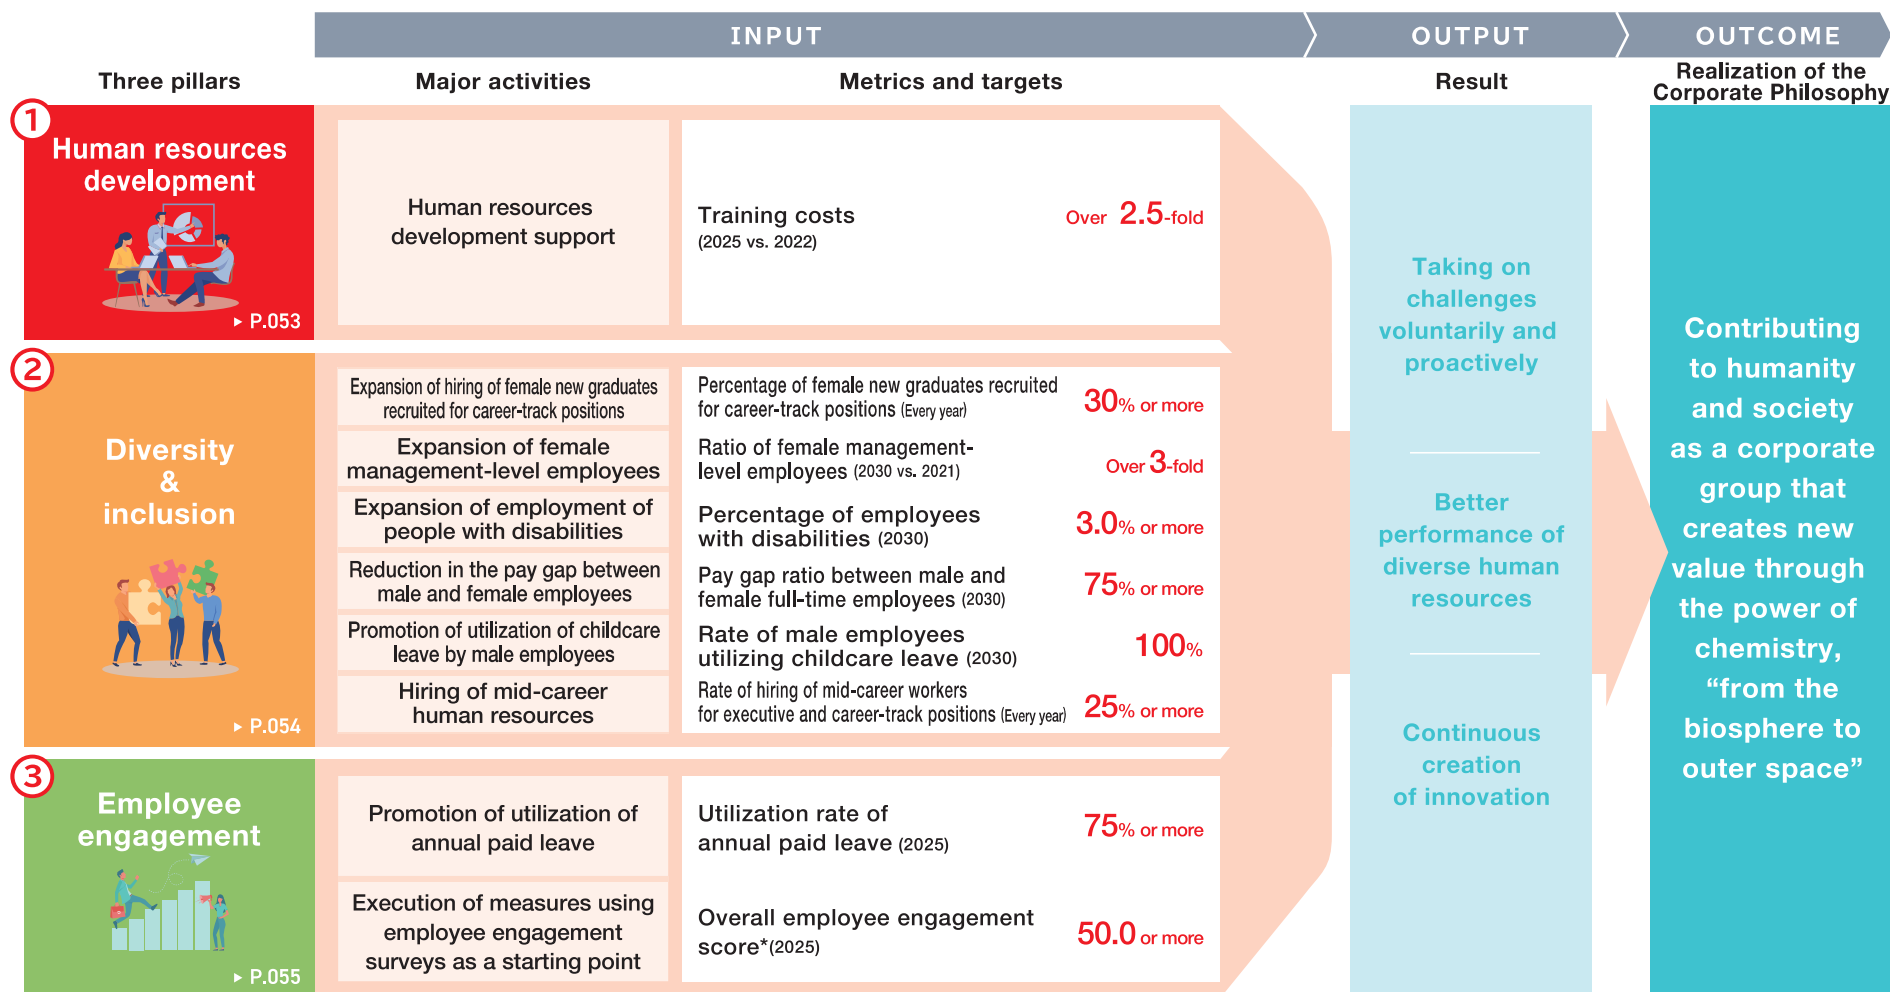 INPUT
OUTPUT
OUTCOME
Three pillars
Major activities
Metrics and targets
Result
Realization of the
Corporate Philosophy
1
Human resources
development
▶ P.053
Human resources
development support
Training costs
(2025 vs. 2022)
Over 2.5-fold
2
Diversity
&
inclusion
▶ P.054
Expansion of hiring of female new graduates
recruited for career-track positions
Percentage of female new graduates recruited
for career-track positions (Every year)
30% or more
Expansion of female
management-level employees
Ratio of female management-
level employees (2030 vs. 2021)
Over 3-fold
Expansion of employment of
people with disabilities
Percentage of employees
with disabilities (2030)
3.0% or more
Reduction in the pay gap between
male and female employees
Pay gap ratio between male and
female full-time employees (2030)
75% or more
Promotion of utilization of childcare
leave by male employees
Rate of male employees
utilizing childcare leave (2030)
100%
Hiring of mid-career
human resources
Rate of hiring of mid-career workers
for executive and career-track positions (Every year)
25% or more
3
Employee
engagement
▶ P.055
Promotion of utilization of
annual paid leave
Utilization rate of
annual paid leave (2025)
75% or more
Execution of measures using
employee engagement
surveys as a starting point
Overall employee engagement
score*(2025)
50.0 or more
Taking on
challenges
voluntarily and
proactively
Better
performance of
diverse human
resources
Continuous
creation
of innovation
Contributing
to humanity
and society
as a corporate
group that
creates new
value through
the power of
chemistry,
“from the
biosphere to
outer space”